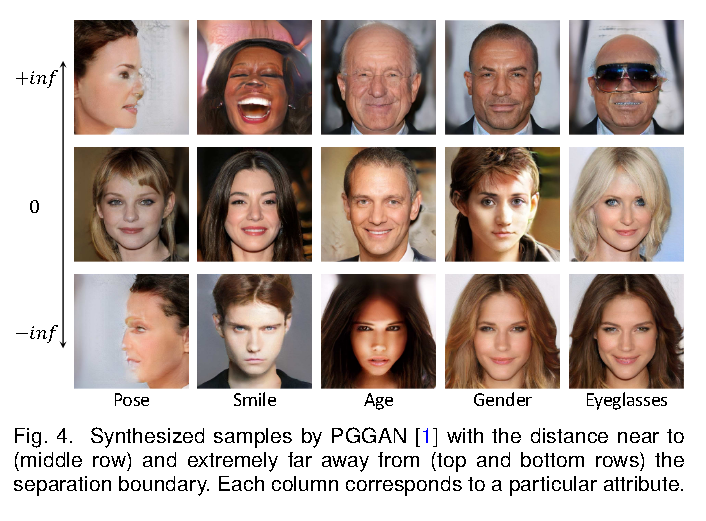 +inf
0
−inf
Pose Smile Age Gender Eyeglasses
Fig. 4. Synthesized samples by PGGAN [1] with the distance near to
(middle row) and extremely far away from (top and bottom rows) the
separation boundary. Each column corresponds to a particular attribute.